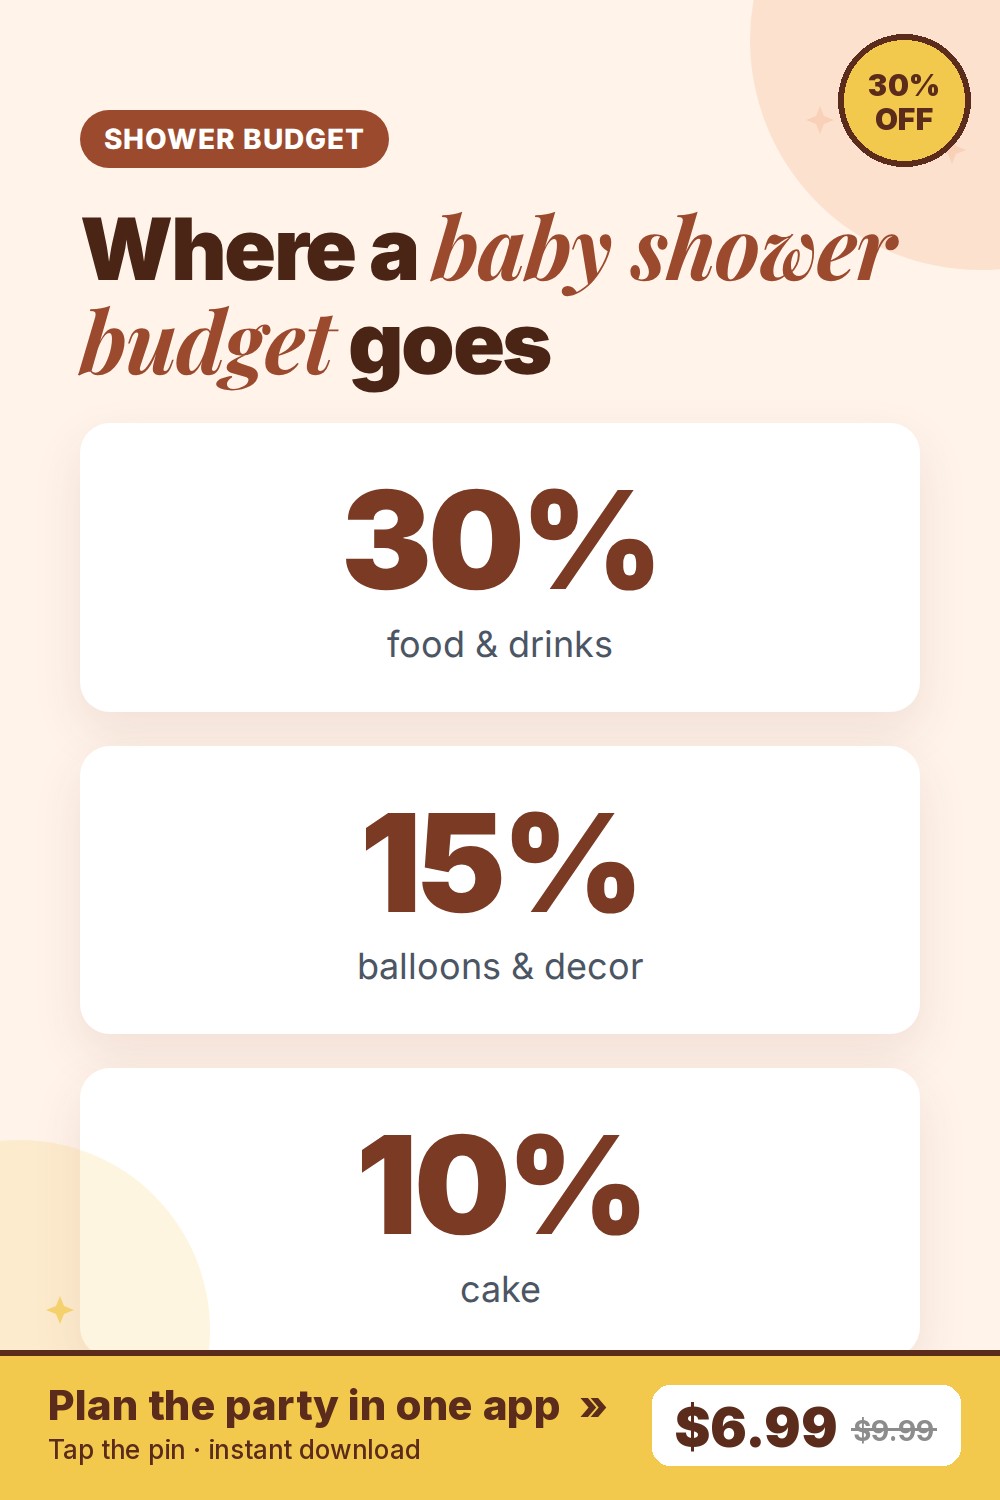 30%
OFF
SHOWER BUDGET
Where a baby shower
budget goes
30%
food & drinks
15%
balloons & decor
10%
cake
Plan the party in one app »
Tap the pin · instant download
$6.99 $9.99